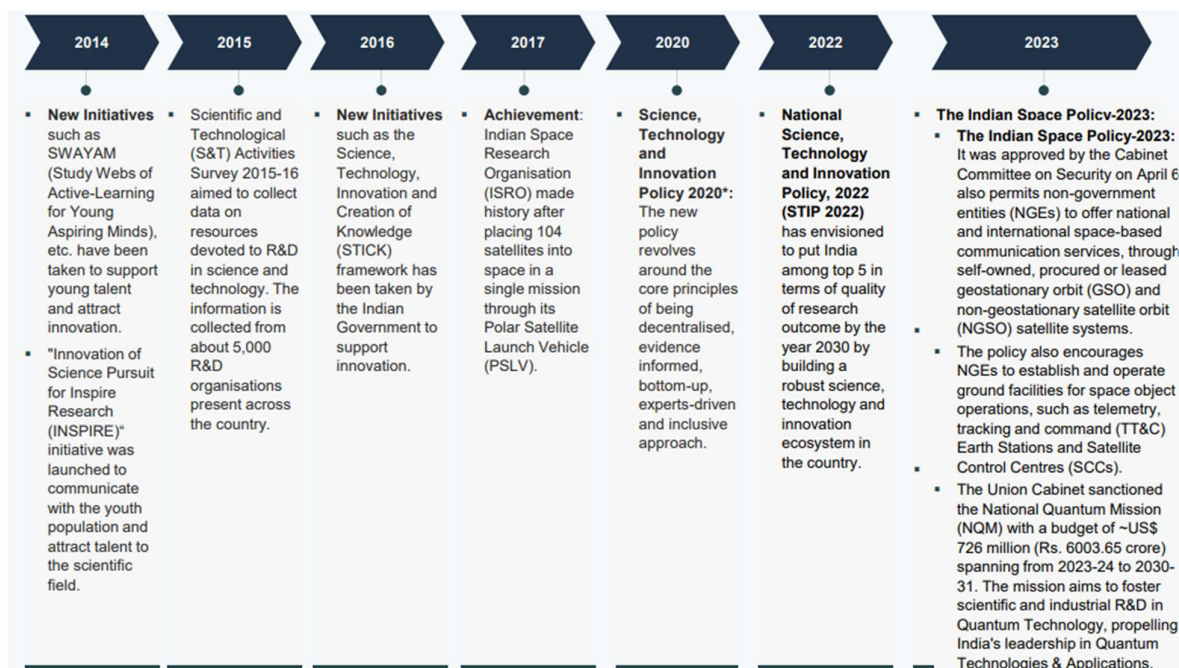 2014
2015
2016
2017
2020
2022
2023
▪ New Initiatives
such as
SWAYAM
(Study Webs of
Active-Learning
for Young
Aspiring Minds),
etc. have been
taken to support
young talent
and attract
innovation.
▪ "Innovation of
Science Pursuit
for Inspire
Research
(INSPIRE)“
initiative was
launched to
communicate
with the youth
population and
attract talent to
the scientific
field.
▪ Scientific and
Technological
(S&T) Activities
Survey 2015-16
aimed to collect
data on
resources
devoted to R&D
in science and
technology. The
information is
collected from
about 5,000
R&D
organisations
present across
the country.
▪ New Initiatives
such as the
Science,
Technology,
Innovation and
Creation of
Knowledge
(STICK)
framework has
been taken by
the Indian
Government to
support
innovation.
▪ Achievement:
Indian Space
Research
Organisation
(ISRO) made
history after
placing 104
satellites into
space in a
single mission
through its
Polar Satellite
Launch Vehicle
(PSLV).
▪ Science,
Technology
and
Innovation
Policy 2020*:
The new
policy
revolves
around the
core principles
of being
decentralised,
evidence
informed,
bottom-up,
experts-driven
and inclusive
approach.
▪ National
Science,
Technology
and Innovation
Policy, 2022
(STIP 2022)
has envisioned
to put India
among top 5 in
terms of quality
of research
outcome by the
year 2030 by
building a
robust science,
technology and
innovation
ecosystem in
the country.
▪ The Indian Space Policy-2023:
▪ The Indian Space Policy-2023:
It was approved by the Cabinet
Committee on Security on April 6
also permits non-government
entities (NGEs) to offer national
and international space-based
communication services, through
self-owned, procured or leased
geostationary orbit (GSO) and
non-geostationary satellite orbit
(NGSO) satellite systems.
▪ The policy also encourages
NGEs to establish and operate
ground facilities for space object
operations, such as telemetry,
tracking and command (TT&C)
Earth Stations and Satellite
Control Centres (SCCs).
▪ The Union Cabinet sanctioned
the National Quantum Mission
(NQM) with a budget of ~US$
726 million (Rs. 6003.65 crore)
spanning from 2023-24 to 2030-
31. The mission aims to foster
scientific and industrial R&D in
Quantum Technology, propelling
India's leadership in Quantum
Technologies & Applications.